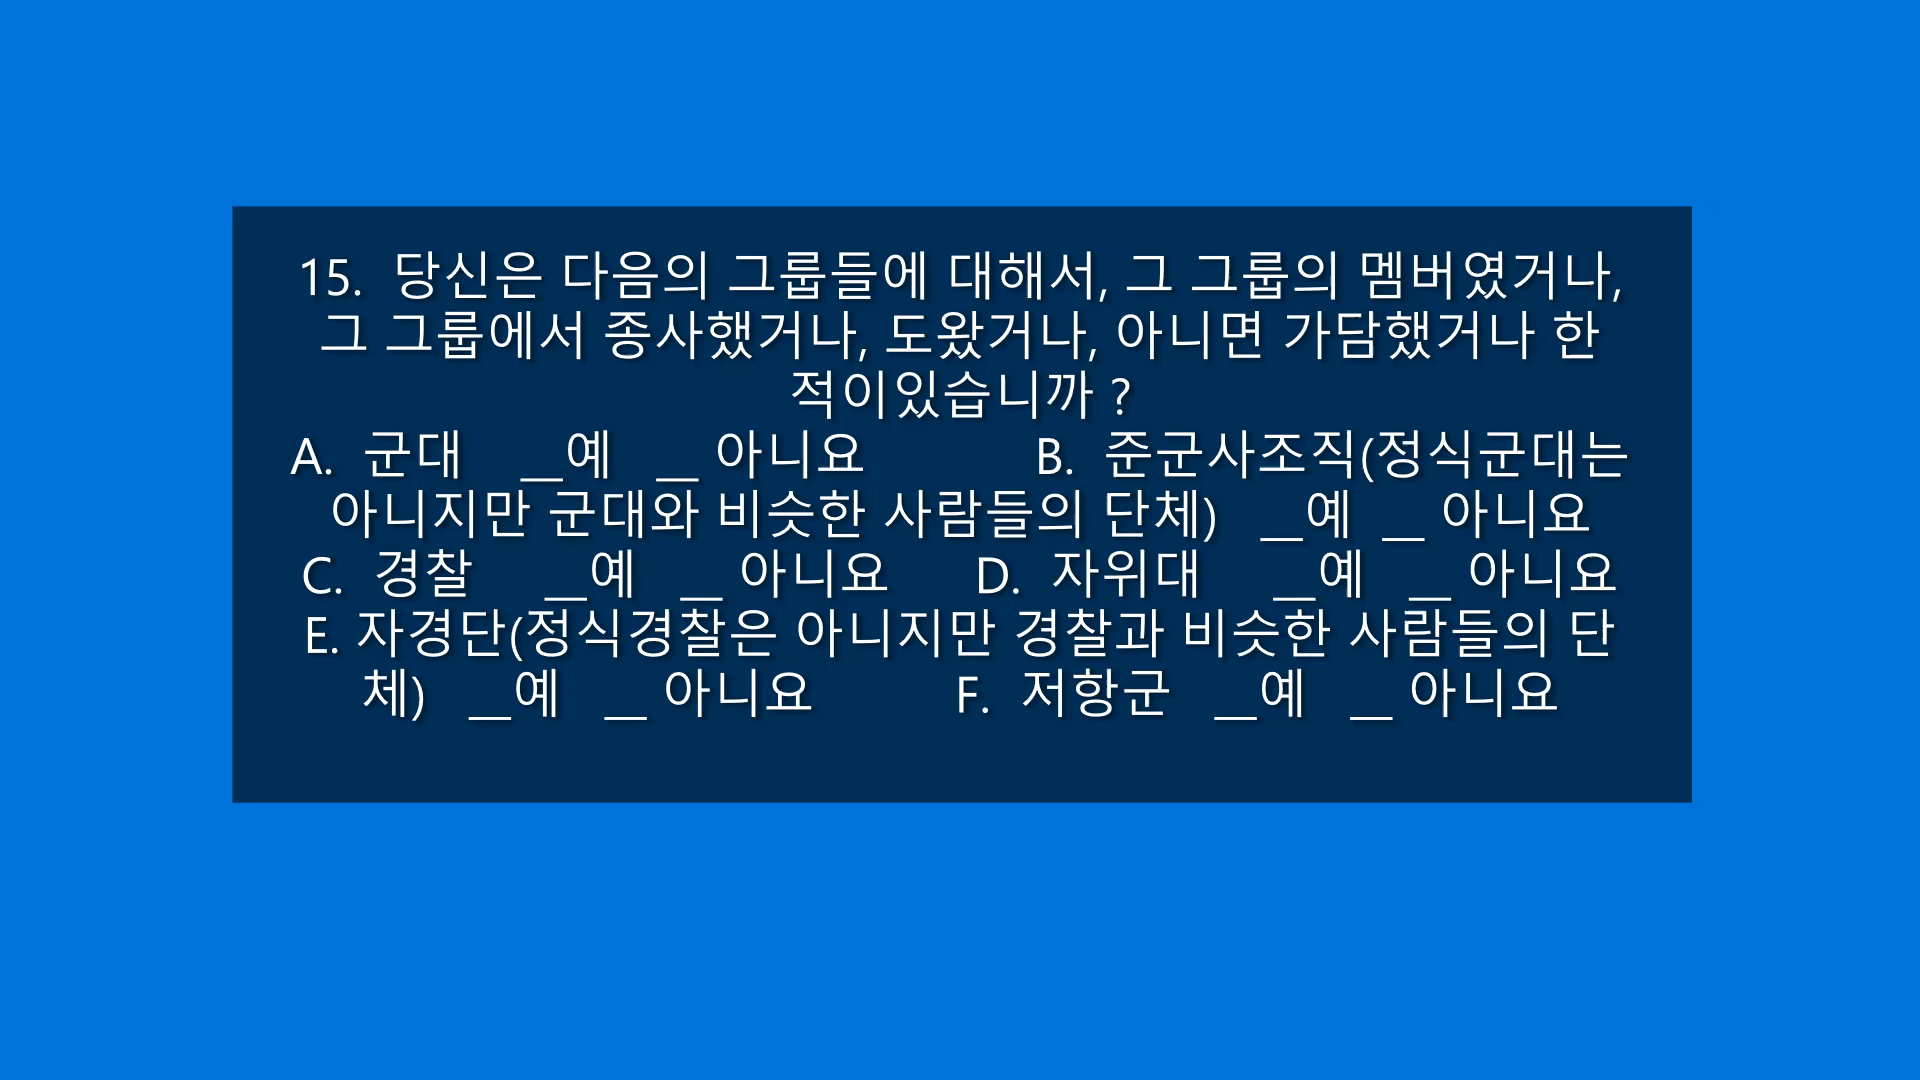 15. 당신은 다음의 그룹들에 대해서, 그 그룹의 멤버였거나,
그 그룹에서 종사했거나, 도왔거나, 아니면 가담했거나 한
적이있습니까 ?
A. 군대 __예 __ 아니요 B. 준군사조직(정식군대는
아니지만 군대와 비슷한 사람들의 단체) __예 __ 아니요
C. 경찰 __예 __ 아니요 D. 자위대 __예 __ 아니요
E. 자경단(정식경찰은 아니지만 경찰과 비슷한 사람들의 단
체) __예 __ 아니요 F. 저항군 __예 __ 아니요